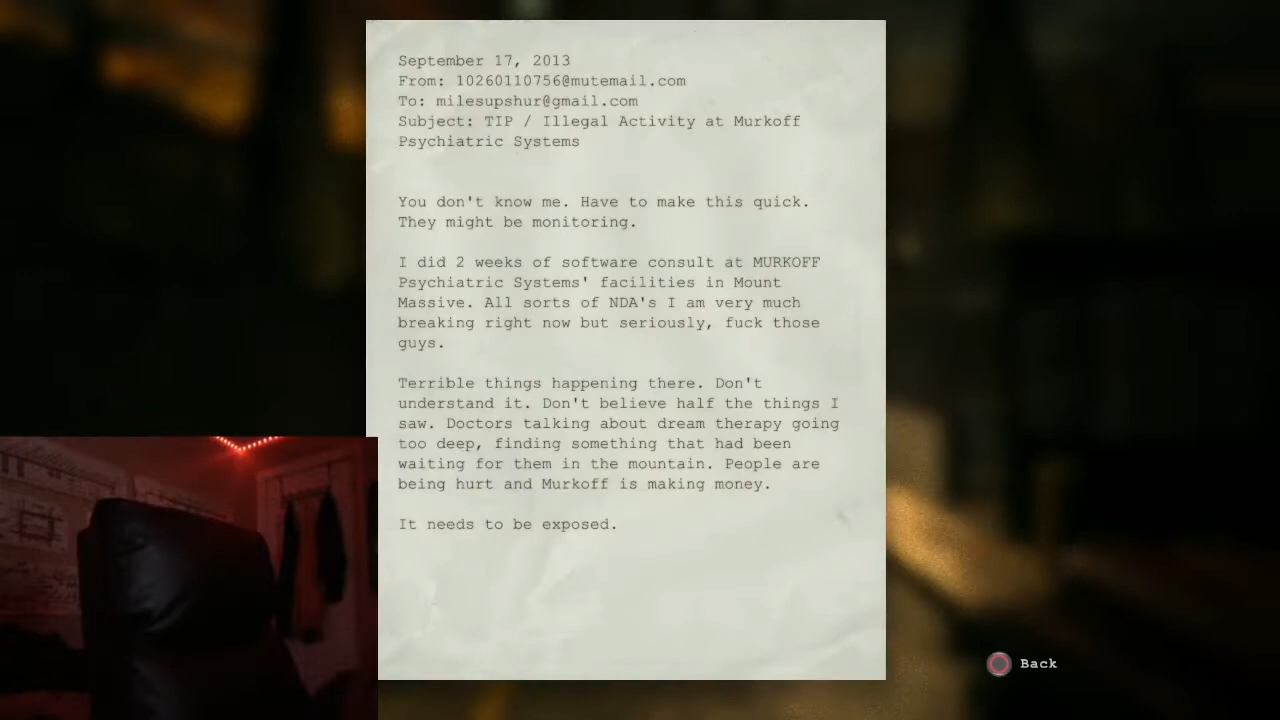 September 17, 2013
From: 10260110756@mutemail.com
To: milesupshur@gmail.com
Subject: TIP / Illegal Activity at Murkoff
Psychiatric Systems
You don't know me. Have to make this quick.
They might be monitoring.
I did 2 weeks of software consult at MURKOFF
Psychiatric Systems' facilities in Mount
Massive. All sorts of NDA's I am very much
breaking right now but seriously, fuck those
guys.
Terrible things happening there. Don't
understand it. Don't believe half the things I
saw. Doctors talking about dream therapy going
too deep, finding something that had been
waiting for them in the mountain. People are
being hurt and Murkoff is making money.
It needs to be exposed.
Back